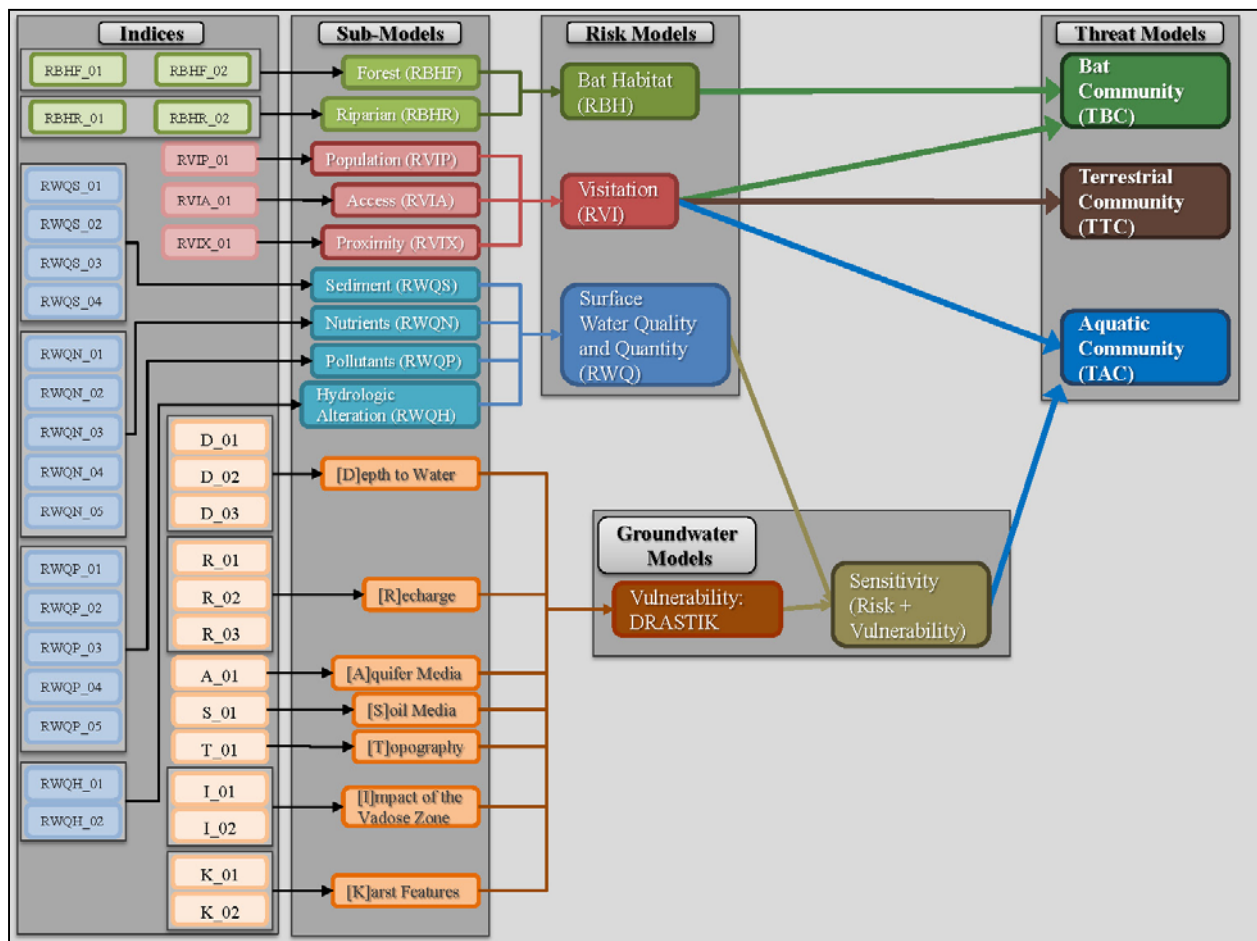 Indices
RBHF_01
RBHF_02
RBHR_01
RBHR_02
RVIP_01
RVIA_01
RVIX_01
RWQS_01
RWQS_02
RWQS_03
RWQS_04
RWQN_01
RWQN_02
RWQN_03
RWQN_04
RWQN_05
RWQP_01
RWQP_02
RWQP_03
RWQP_04
RWQP_05
RWQH_01
RWQH_02
D_01
D_02
D_03
R_01
R_02
R_03
A_01
S_01
T_01
I_01
I_02
K_01
K_02
Sub-Models
Forest (RBHF)
Riparian (RBHR)
Population (RVIP)
Access (RVIA)
Proximity (RVIX)
Sediment (RWQS)
Nutrients (RWQN)
Pollutants (RWQP)
Hydrologic
Alteration (RWQH)
[D]epth to Water
[R]echarge
[A]quifer Media
[S]oil Media
[T]opography
[I]mpact of the
Vadose Zone
[K]arst Features
Risk Models
Bat Habitat
(RBH)
Visitation
(RVI)
Surface
Water Quality
and Quantity
(RWQ)
Groundwater
Models
Vulnerability:
DRASTIK
Sensitivity
(Risk +
Vulnerability)
Threat Models
Bat
Community
(TBC)
Terrestrial
Community
(TTC)
Aquatic
Community
(TAC)